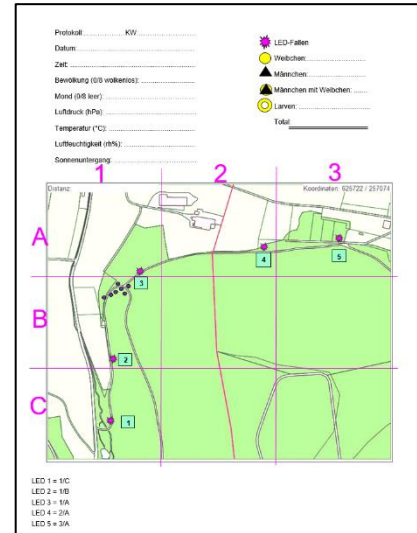 Protokoll: KW
Datum:
Zeit:
Bewölkung (0/8 wolkenlos):
Mond (0/8 leer):
Luftdruck (hPa):
Temperatur (°C):
Luftfeuchtigkeit (rh%):
Sonnenuntergang:
LED-Fallen
Weibchen:
Männchen:
Männchen mit Weibchen:
Larven:
Total:
1 2 3
Distanz: Koordinaten: 625722 / 257074
A
4 5
3
B
2
C
1
LED 1 = 1/C
LED 2 = 1/B
LED 3 = 1/A
LED 4 = 2/A
LED 5 = 3/A